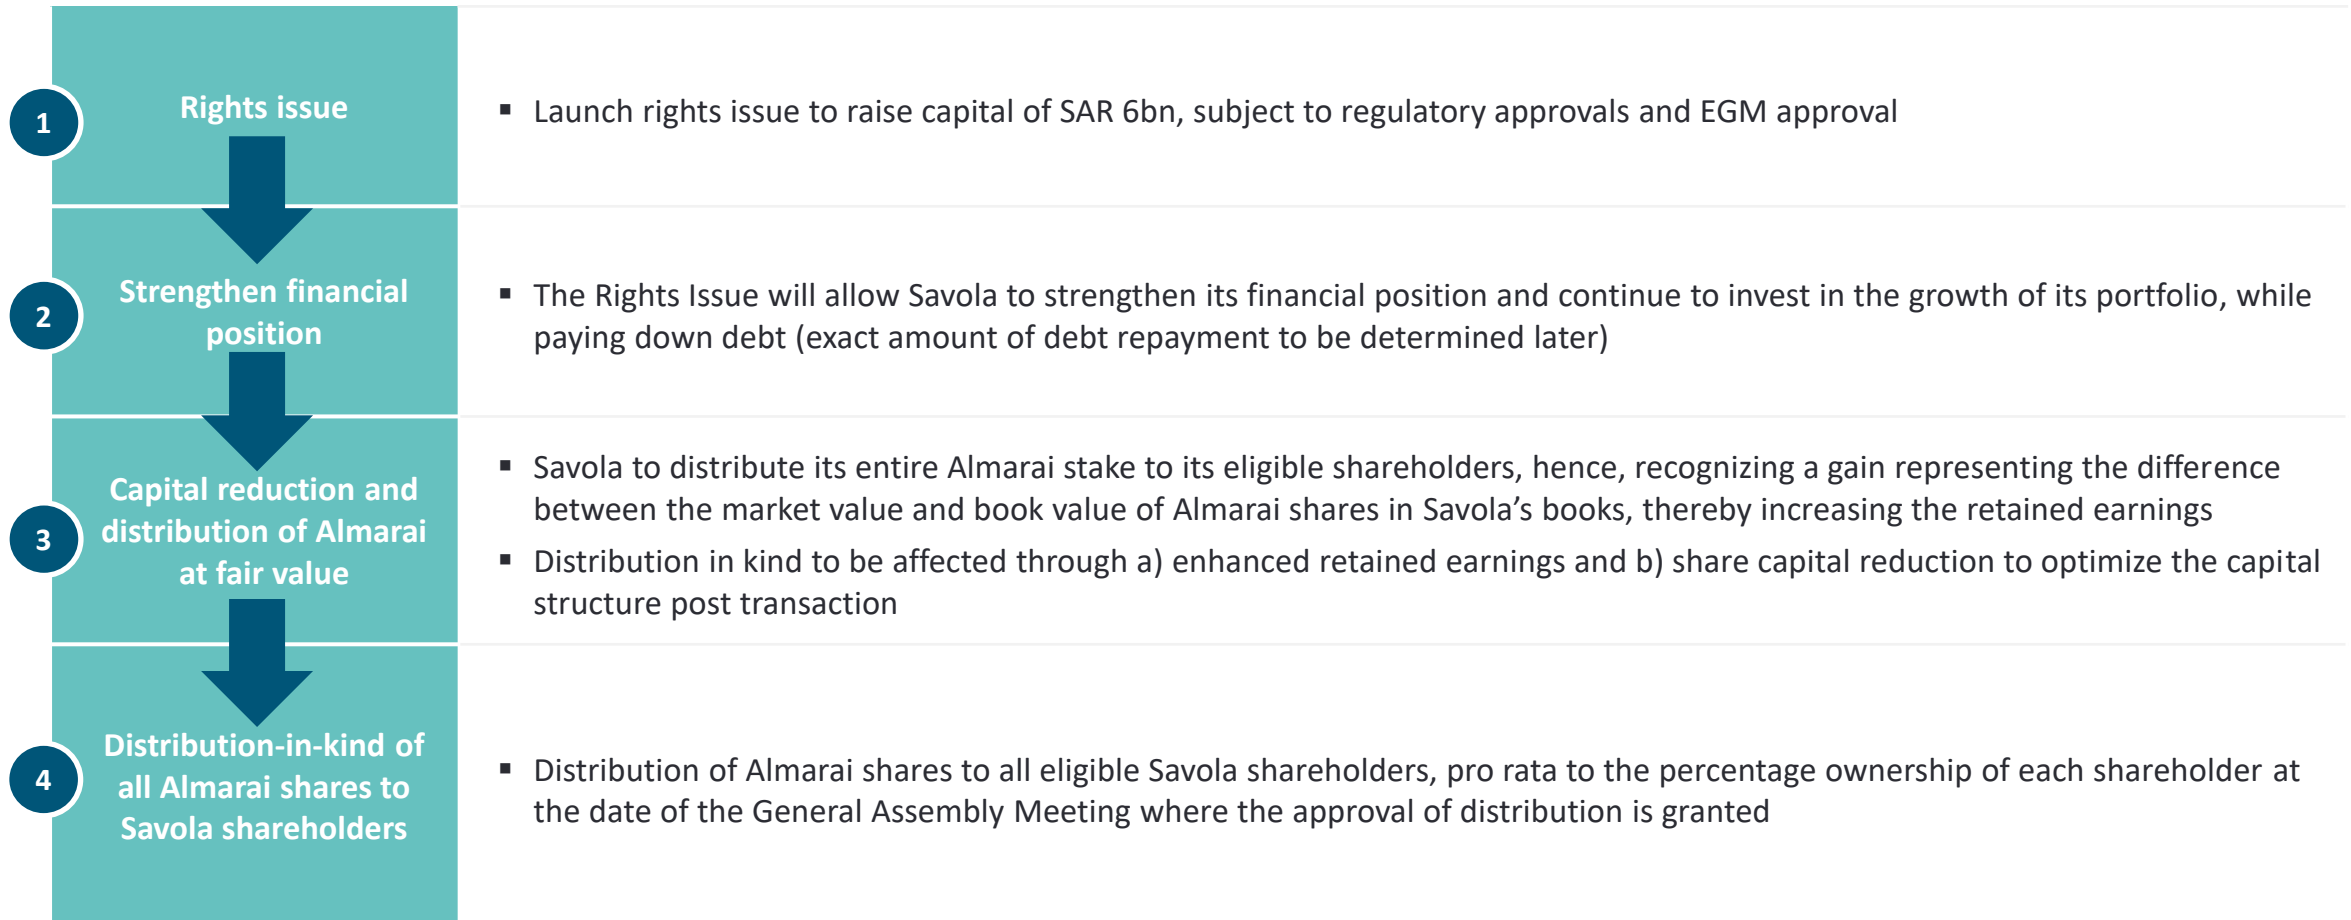 1
Rights issue
▪ Launch rights issue to raise capital of SAR 6bn, subject to regulatory approvals and EGM approval
2
Strengthen financial
position
▪ The Rights Issue will allow Savola to strengthen its financial position and continue to invest in the growth of its portfolio, while
paying down debt (exact amount of debt repayment to be determined later)
3
Capital reduction and
distribution of Almarai
at fair value
▪ Savola to distribute its entire Almarai stake to its eligible shareholders, hence, recognizing a gain representing the difference
between the market value and book value of Almarai shares in Savola’s books, thereby increasing the retained earnings
▪ Distribution in kind to be affected through a) enhanced retained earnings and b) share capital reduction to optimize the capital
structure post transaction
4
Distribution-in-kind of
all Almarai shares to
Savola shareholders
▪ Distribution of Almarai shares to all eligible Savola shareholders, pro rata to the percentage ownership of each shareholder at
the date of the General Assembly Meeting where the approval of distribution is granted